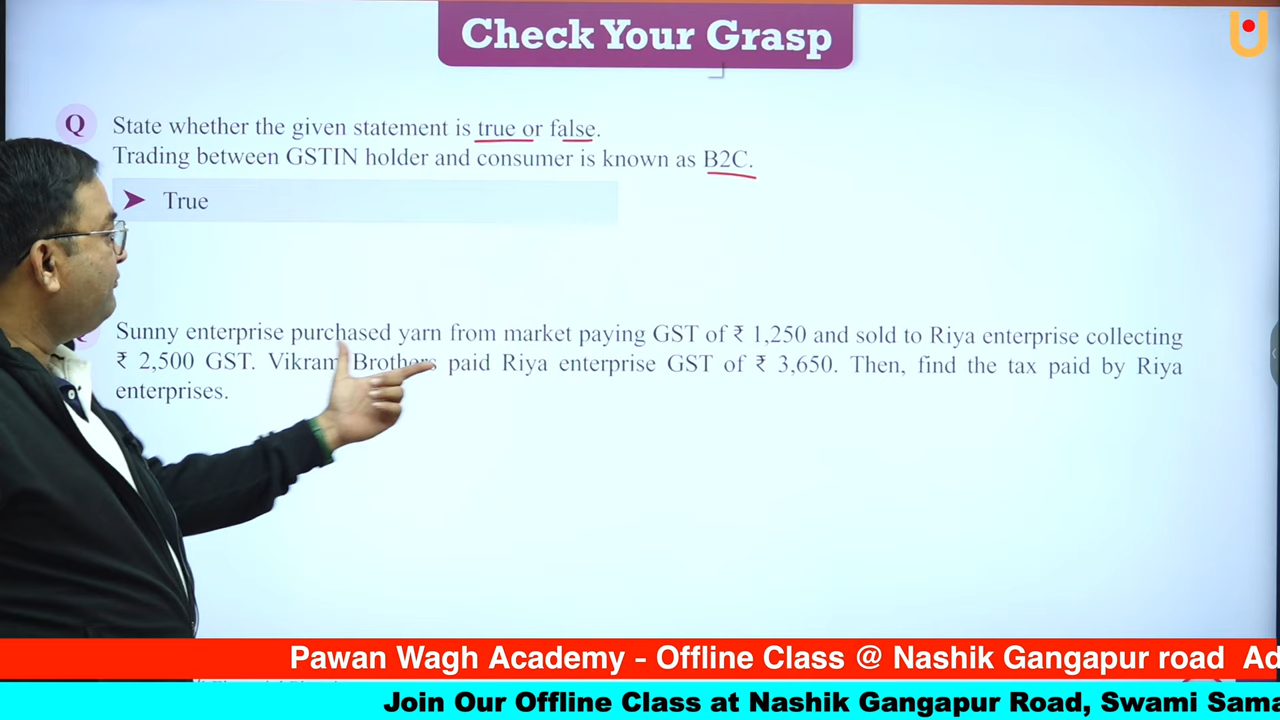 Check Your Grasp
Q State whether the given statement is true or false.
Trading between GSTIN holder and consumer is known as B2C.
➤ True
Sunny enterprise purchased yarn from market paying GST of ₹ 1,250 and sold to Riya enterprise collecting
₹ 2,500 GST. Vikram Brothers paid Riya enterprise GST of ₹ 3,650. Then, find the tax paid by Riya
enterprises.
Pawan Wagh Academy - Offline Class @ Nashik Gangapur road Ad
Join Our Offline Class at Nashik Gangapur Road, Swami Sama